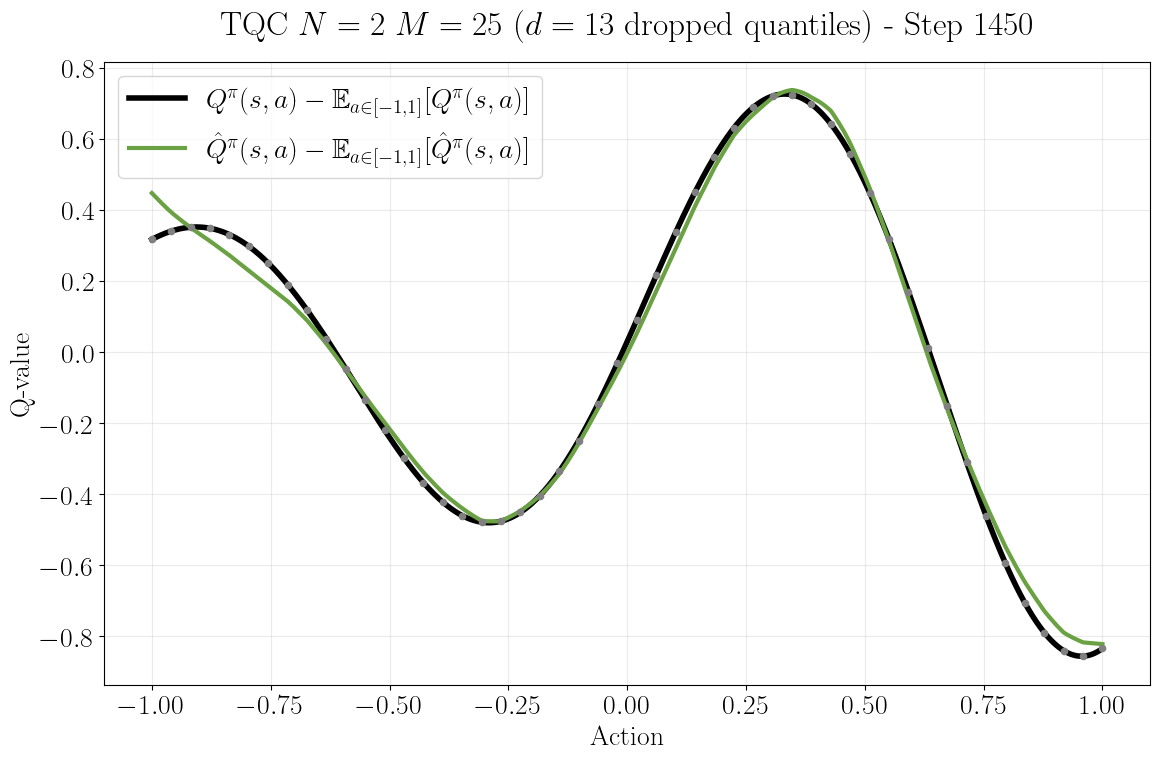 TQC N = 2 M = 25 (d = 13 dropped quantiles) - Step 1450
Q^π(s, a) − 𝔼_{a∈[−1,1]}[Q^π(s, a)]
Q̂^π(s, a) − 𝔼_{a∈[−1,1]}[Q̂^π(s, a)]
0.8
0.6
0.4
0.2
0.0
−0.2
−0.4
−0.6
−0.8
Q-value
−1.00 −0.75 −0.50 −0.25 0.00 0.25 0.50 0.75 1.00
Action